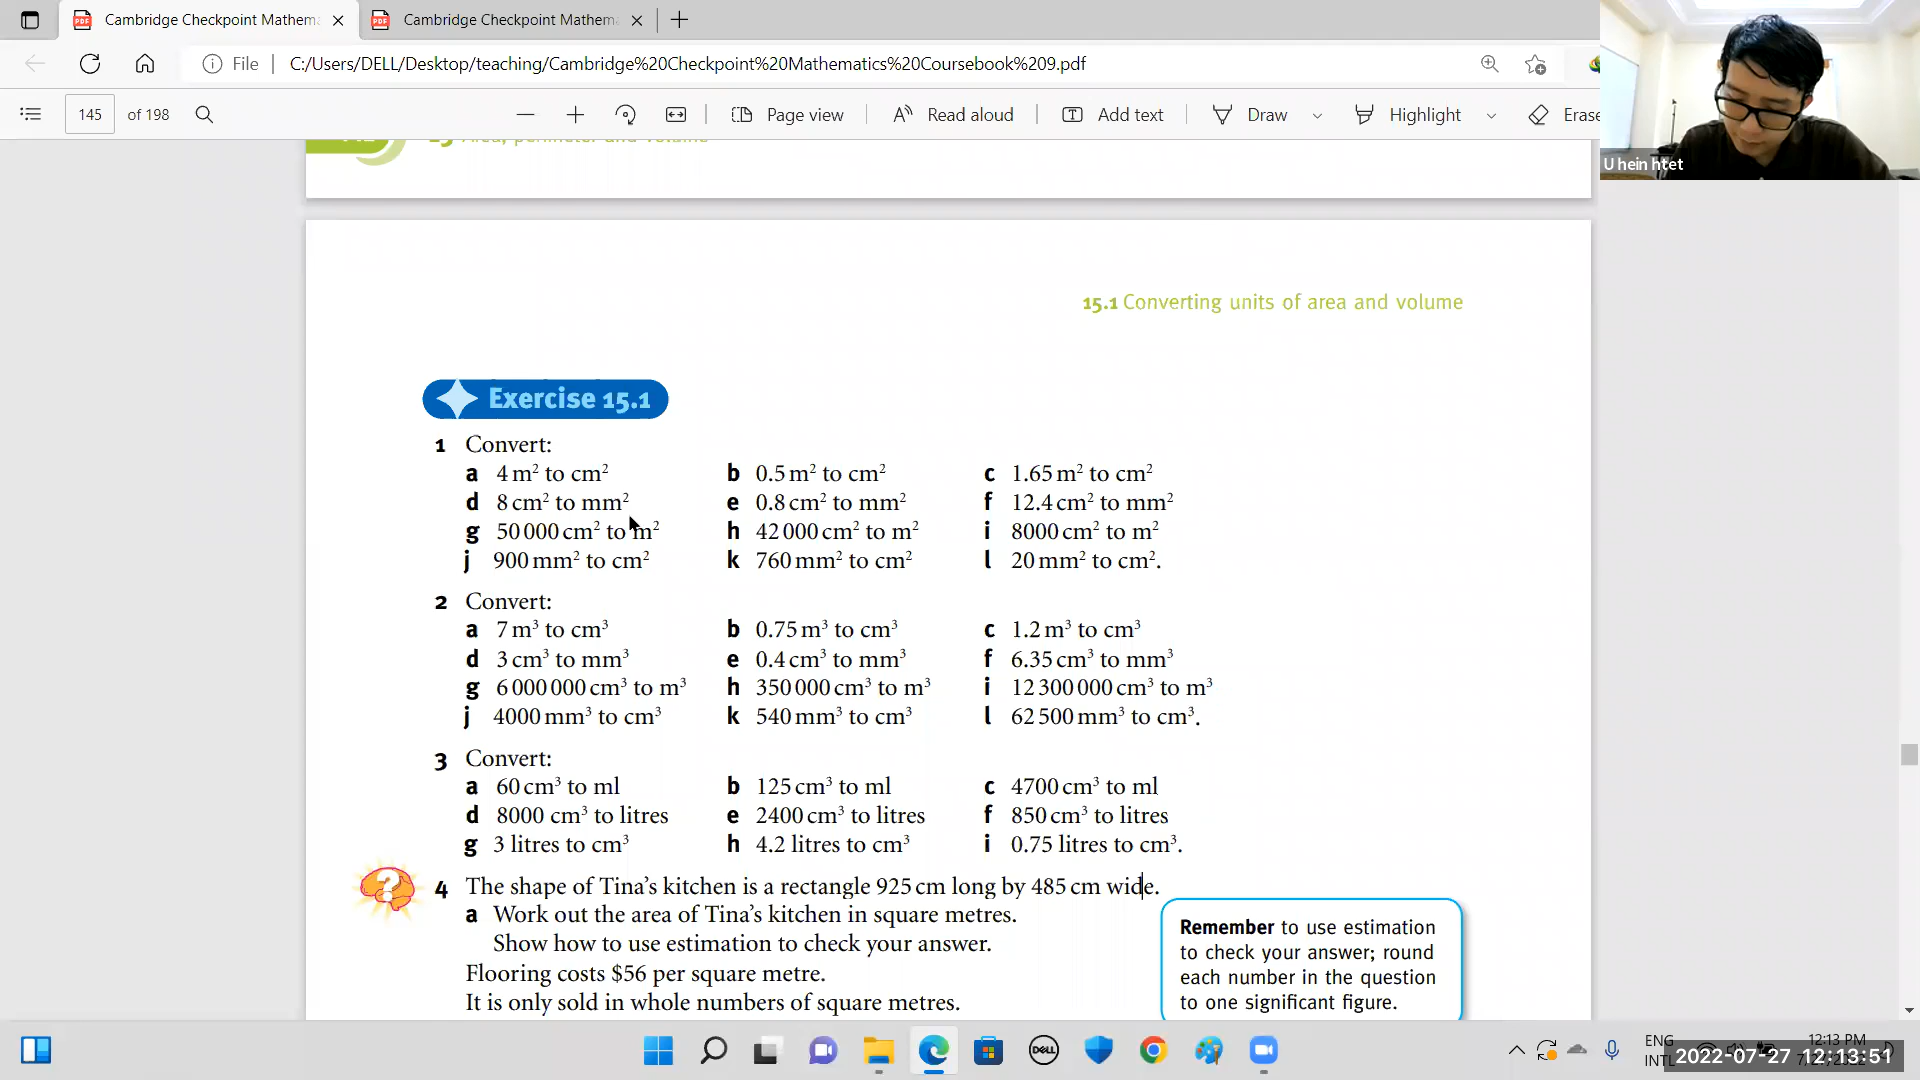 Cambridge Checkpoint Mathem
Cambridge Checkpoint Mathem
File
C:/Users/DELL/Desktop/teaching/Cambridge%20Checkpoint%20Mathematics%20Coursebook%209.pdf
145 of 198
Page view
Read aloud
Add text
Draw
Highlight
Erase
U hein htet
15 Area, perimeter and volume
15.1 Converting units of area and volume
Exercise 15.1
1 Convert:
a 4 m² to cm² b 0.5 m² to cm² c 1.65 m² to cm²
d 8 cm² to mm² e 0.8 cm² to mm² f 12.4 cm² to mm²
g 50 000 cm² to m² h 42 000 cm² to m² i 8000 cm² to m²
j 900 mm² to cm² k 760 mm² to cm² l 20 mm² to cm².
2 Convert:
a 7 m³ to cm³ b 0.75 m³ to cm³ c 1.2 m³ to cm³
d 3 cm³ to mm³ e 0.4 cm³ to mm³ f 6.35 cm³ to mm³
g 6 000 000 cm³ to m³ h 350 000 cm³ to m³ i 12 300 000 cm³ to m³
j 4000 mm³ to cm³ k 540 mm³ to cm³ l 62 500 mm³ to cm³.
3 Convert:
a 60 cm³ to ml b 125 cm³ to ml c 4700 cm³ to ml
d 8000 cm³ to litres e 2400 cm³ to litres f 850 cm³ to litres
g 3 litres to cm³ h 4.2 litres to cm³ i 0.75 litres to cm³.
4 The shape of Tina's kitchen is a rectangle 925 cm long by 485 cm wide.
a Work out the area of Tina's kitchen in square metres.
Show how to use estimation to check your answer.
Flooring costs $56 per square metre.
It is only sold in whole numbers of square metres.
Remember to use estimation
to check your answer; round
each number in the question
to one significant figure.
DELL
ENG
INTL
12:13 PM
2022-07-27 12:13:51